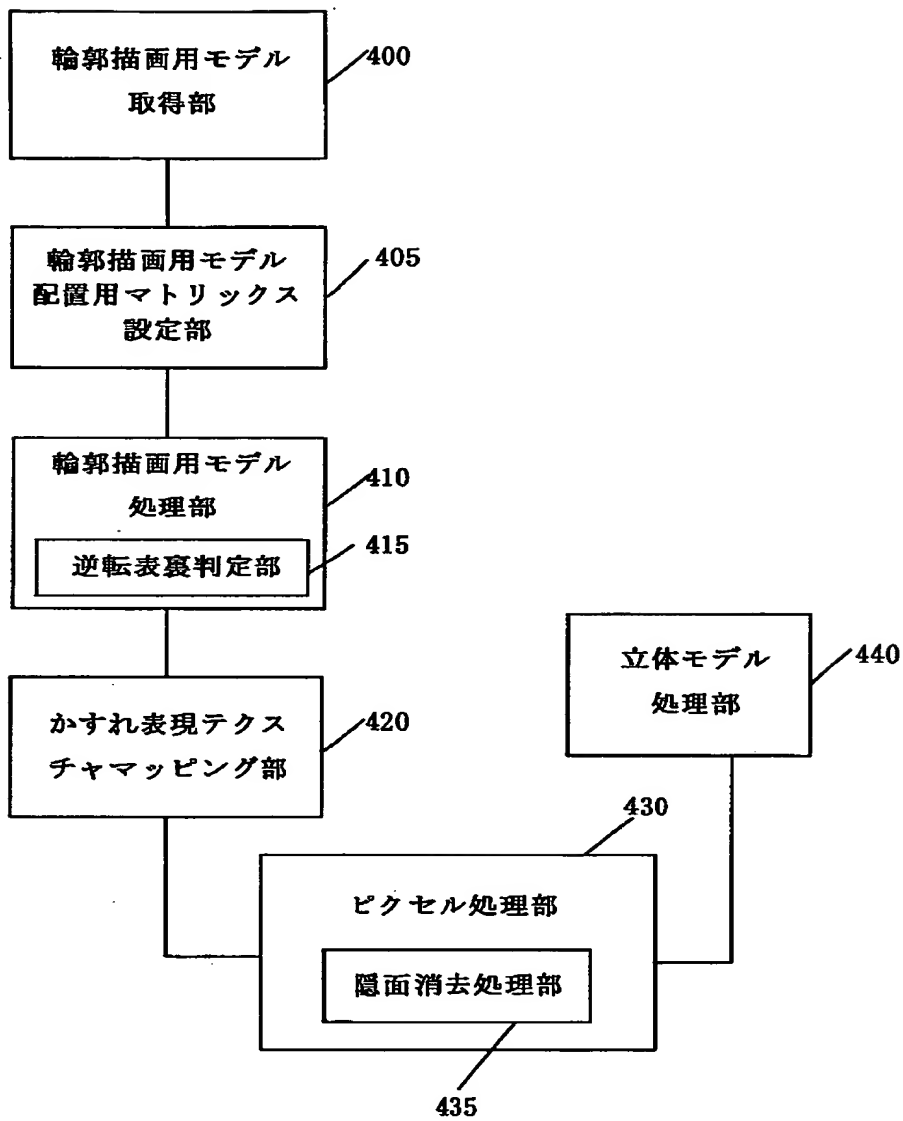 輪郭描画用モデル
取得部
400
輪郭描画用モデル
配置用マトリックス
設定部
405
輪郭描画用モデル
処理部
410
逆転表裏判定部
415
かすれ表現テクス
チャマッピング部
420
立体モデル
処理部
440
430
ピクセル処理部
隠面消去処理部
435